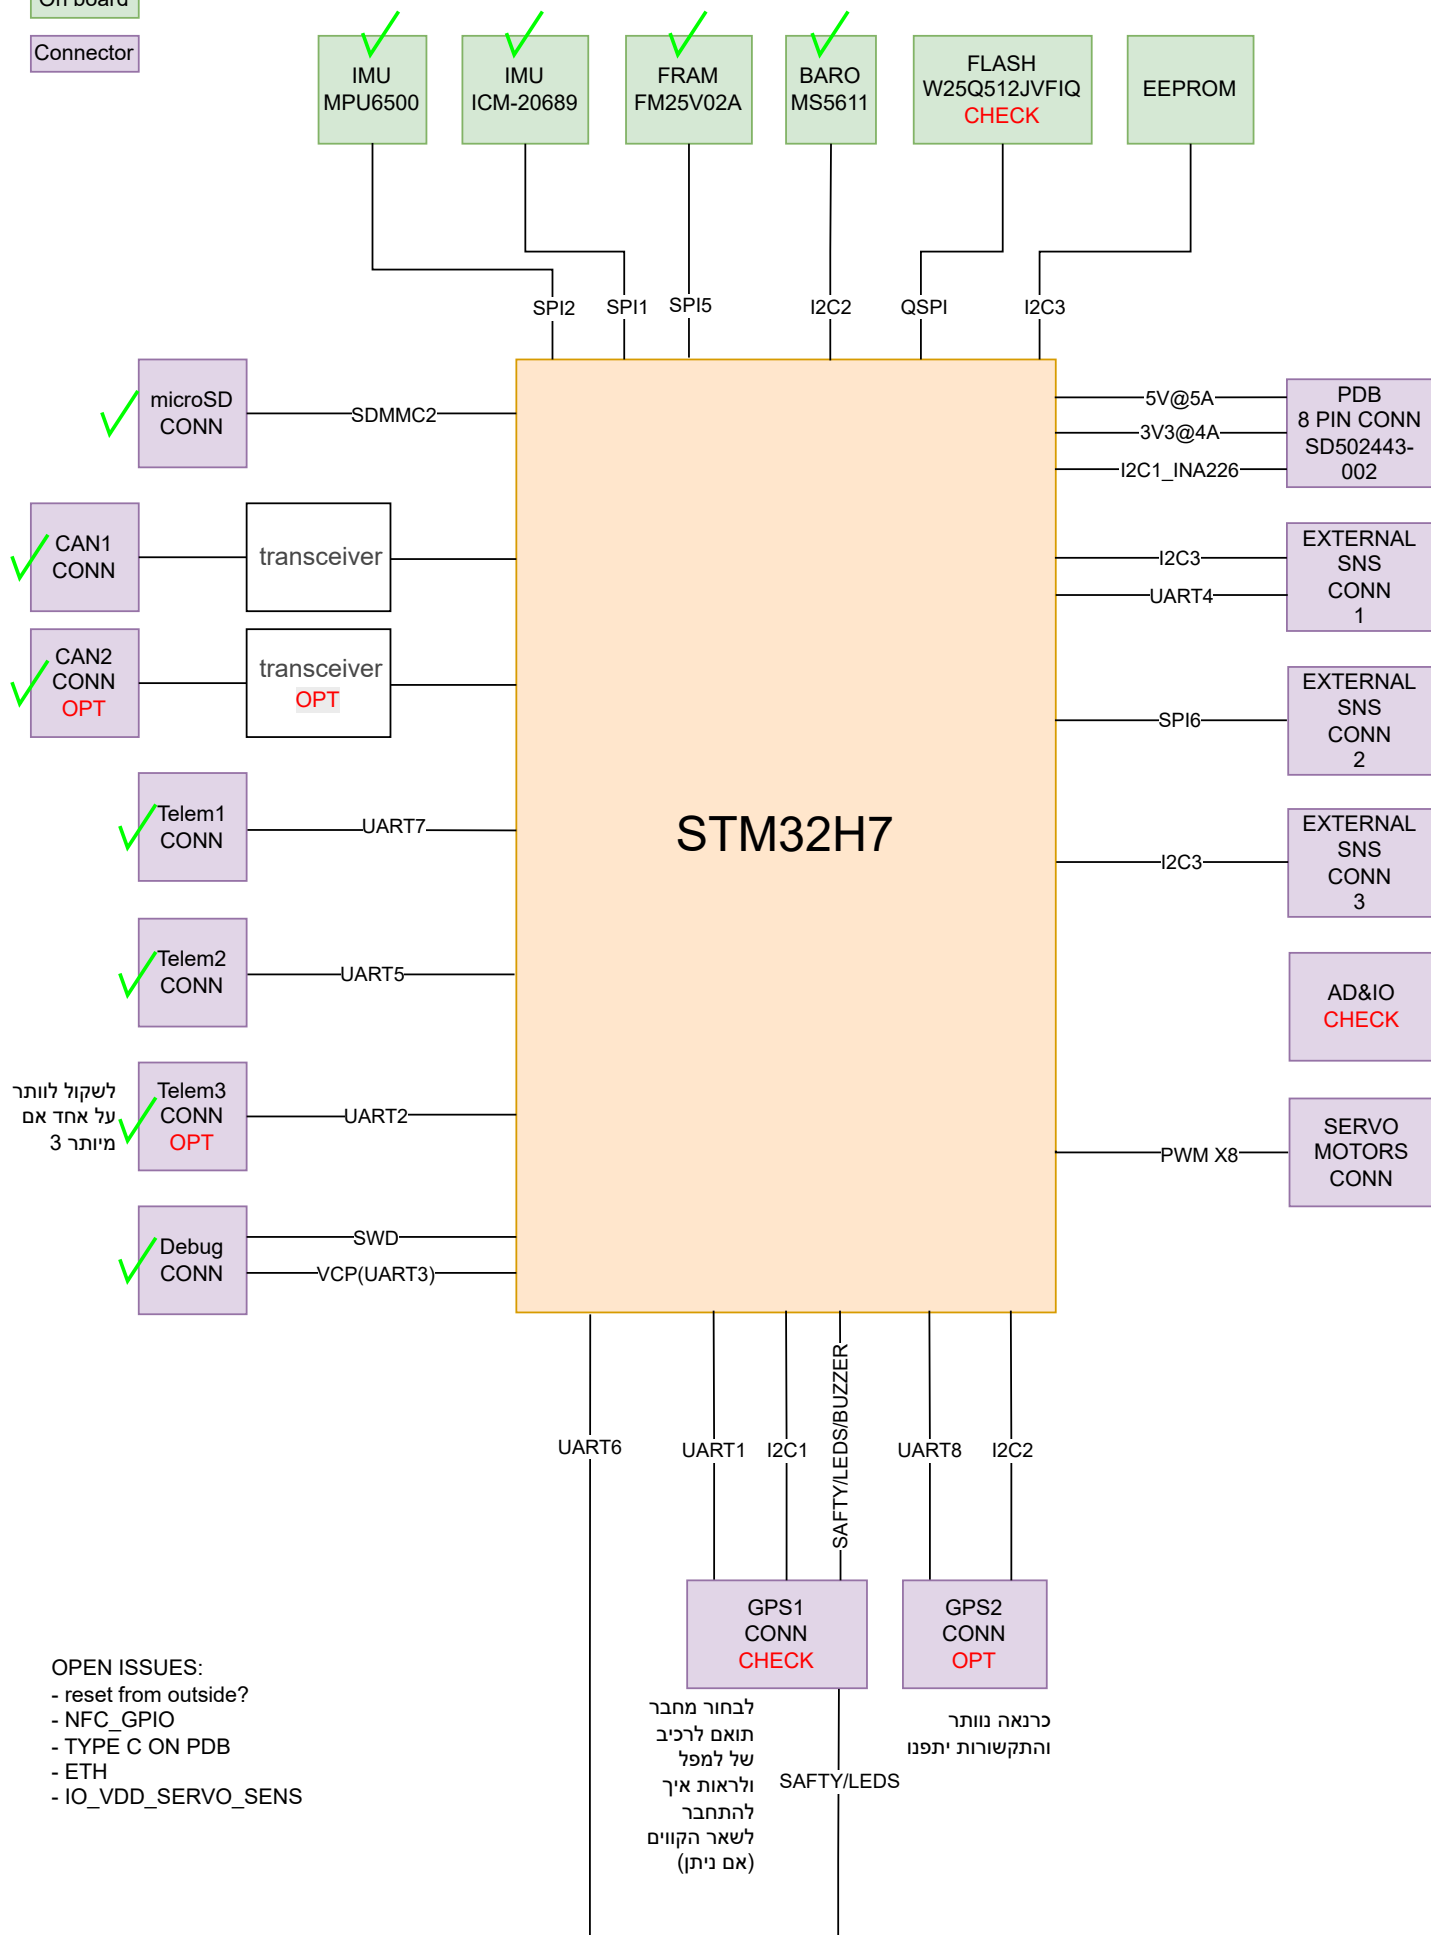 On board
Connector
IMU
MPU6500
IMU
ICM-20689
FRAM
FM25V02A
BARO
MS5611
FLASH
W25Q512JVFIQ
CHECK
EEPROM
SPI2
SPI1
SPI5
I2C2
QSPI
I2C3
microSD
CONN
SDMMC2
CAN1
CONN
transceiver
CAN2
CONN
OPT
transceiver
OPT
Telem1
CONN
UART7
Telem2
CONN
UART5
לשקול לוותר
על אחד אם
מיותר 3
Telem3
CONN
OPT
UART2
Debug
CONN
SWD
VCP(UART3)
STM32H7
5V@5A
3V3@4A
I2C1_INA226
PDB
8 PIN CONN
SD502443-
002
I2C3
UART4
EXTERNAL
SNS
CONN
1
SPI6
EXTERNAL
SNS
CONN
2
I2C3
EXTERNAL
SNS
CONN
3
AD&IO
CHECK
PWM X8
SERVO
MOTORS
CONN
UART6
UART1
I2C1
SAFTY/LEDS/BUZZER
UART8
I2C2
GPS1
CONN
CHECK
GPS2
CONN
OPT
לבחור מחבר
תואם לרכיב
של למפל
ולראות איך
להתחבר
לשאר הקווים
(אם ניתן)
SAFTY/LEDS
כרנאה נוותר
והתקשורות יתפנו
OPEN ISSUES:
- reset from outside?
- NFC_GPIO
- TYPE C ON PDB
- ETH
- IO_VDD_SERVO_SENS